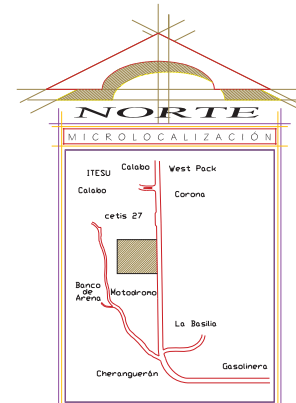 NORTE
MICROLOCALIZACIÓN
Calabo
West Pack
ITESU
Calabo
Corona
cetis 27
Banco
de
Arena
Motodromo
La Basilia
Gasolinera
Cheranguerán